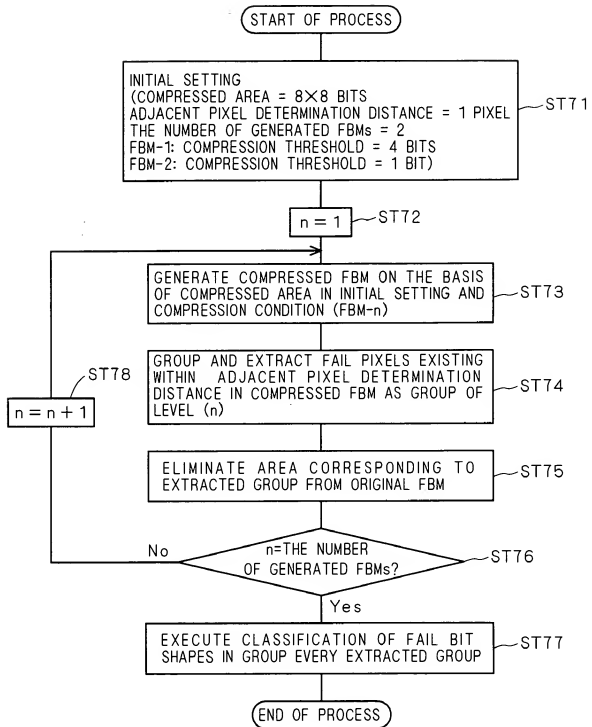 START OF PROCESS
INITIAL SETTING
(COMPRESSED AREA = 8×8 BITS
ADJACENT PIXEL DETERMINATION DISTANCE = 1 PIXEL
THE NUMBER OF GENERATED FBMs = 2
FBM-1: COMPRESSION THRESHOLD = 4 BITS
FBM-2: COMPRESSION THRESHOLD = 1 BIT)
ST71
n = 1
ST72
GENERATE COMPRESSED FBM ON THE BASIS
OF COMPRESSED AREA IN INITIAL SETTING AND
COMPRESSION CONDITION (FBM-n)
ST73
GROUP AND EXTRACT FAIL PIXELS EXISTING
WITHIN ADJACENT PIXEL DETERMINATION
DISTANCE IN COMPRESSED FBM AS GROUP OF
LEVEL (n)
ST74
ST78
n = n + 1
ELIMINATE AREA CORRESPONDING TO
EXTRACTED GROUP FROM ORIGINAL FBM
ST75
No
n=THE NUMBER
OF GENERATED FBMs?
ST76
Yes
EXECUTE CLASSIFICATION OF FAIL BIT
SHAPES IN GROUP EVERY EXTRACTED GROUP
ST77
END OF PROCESS